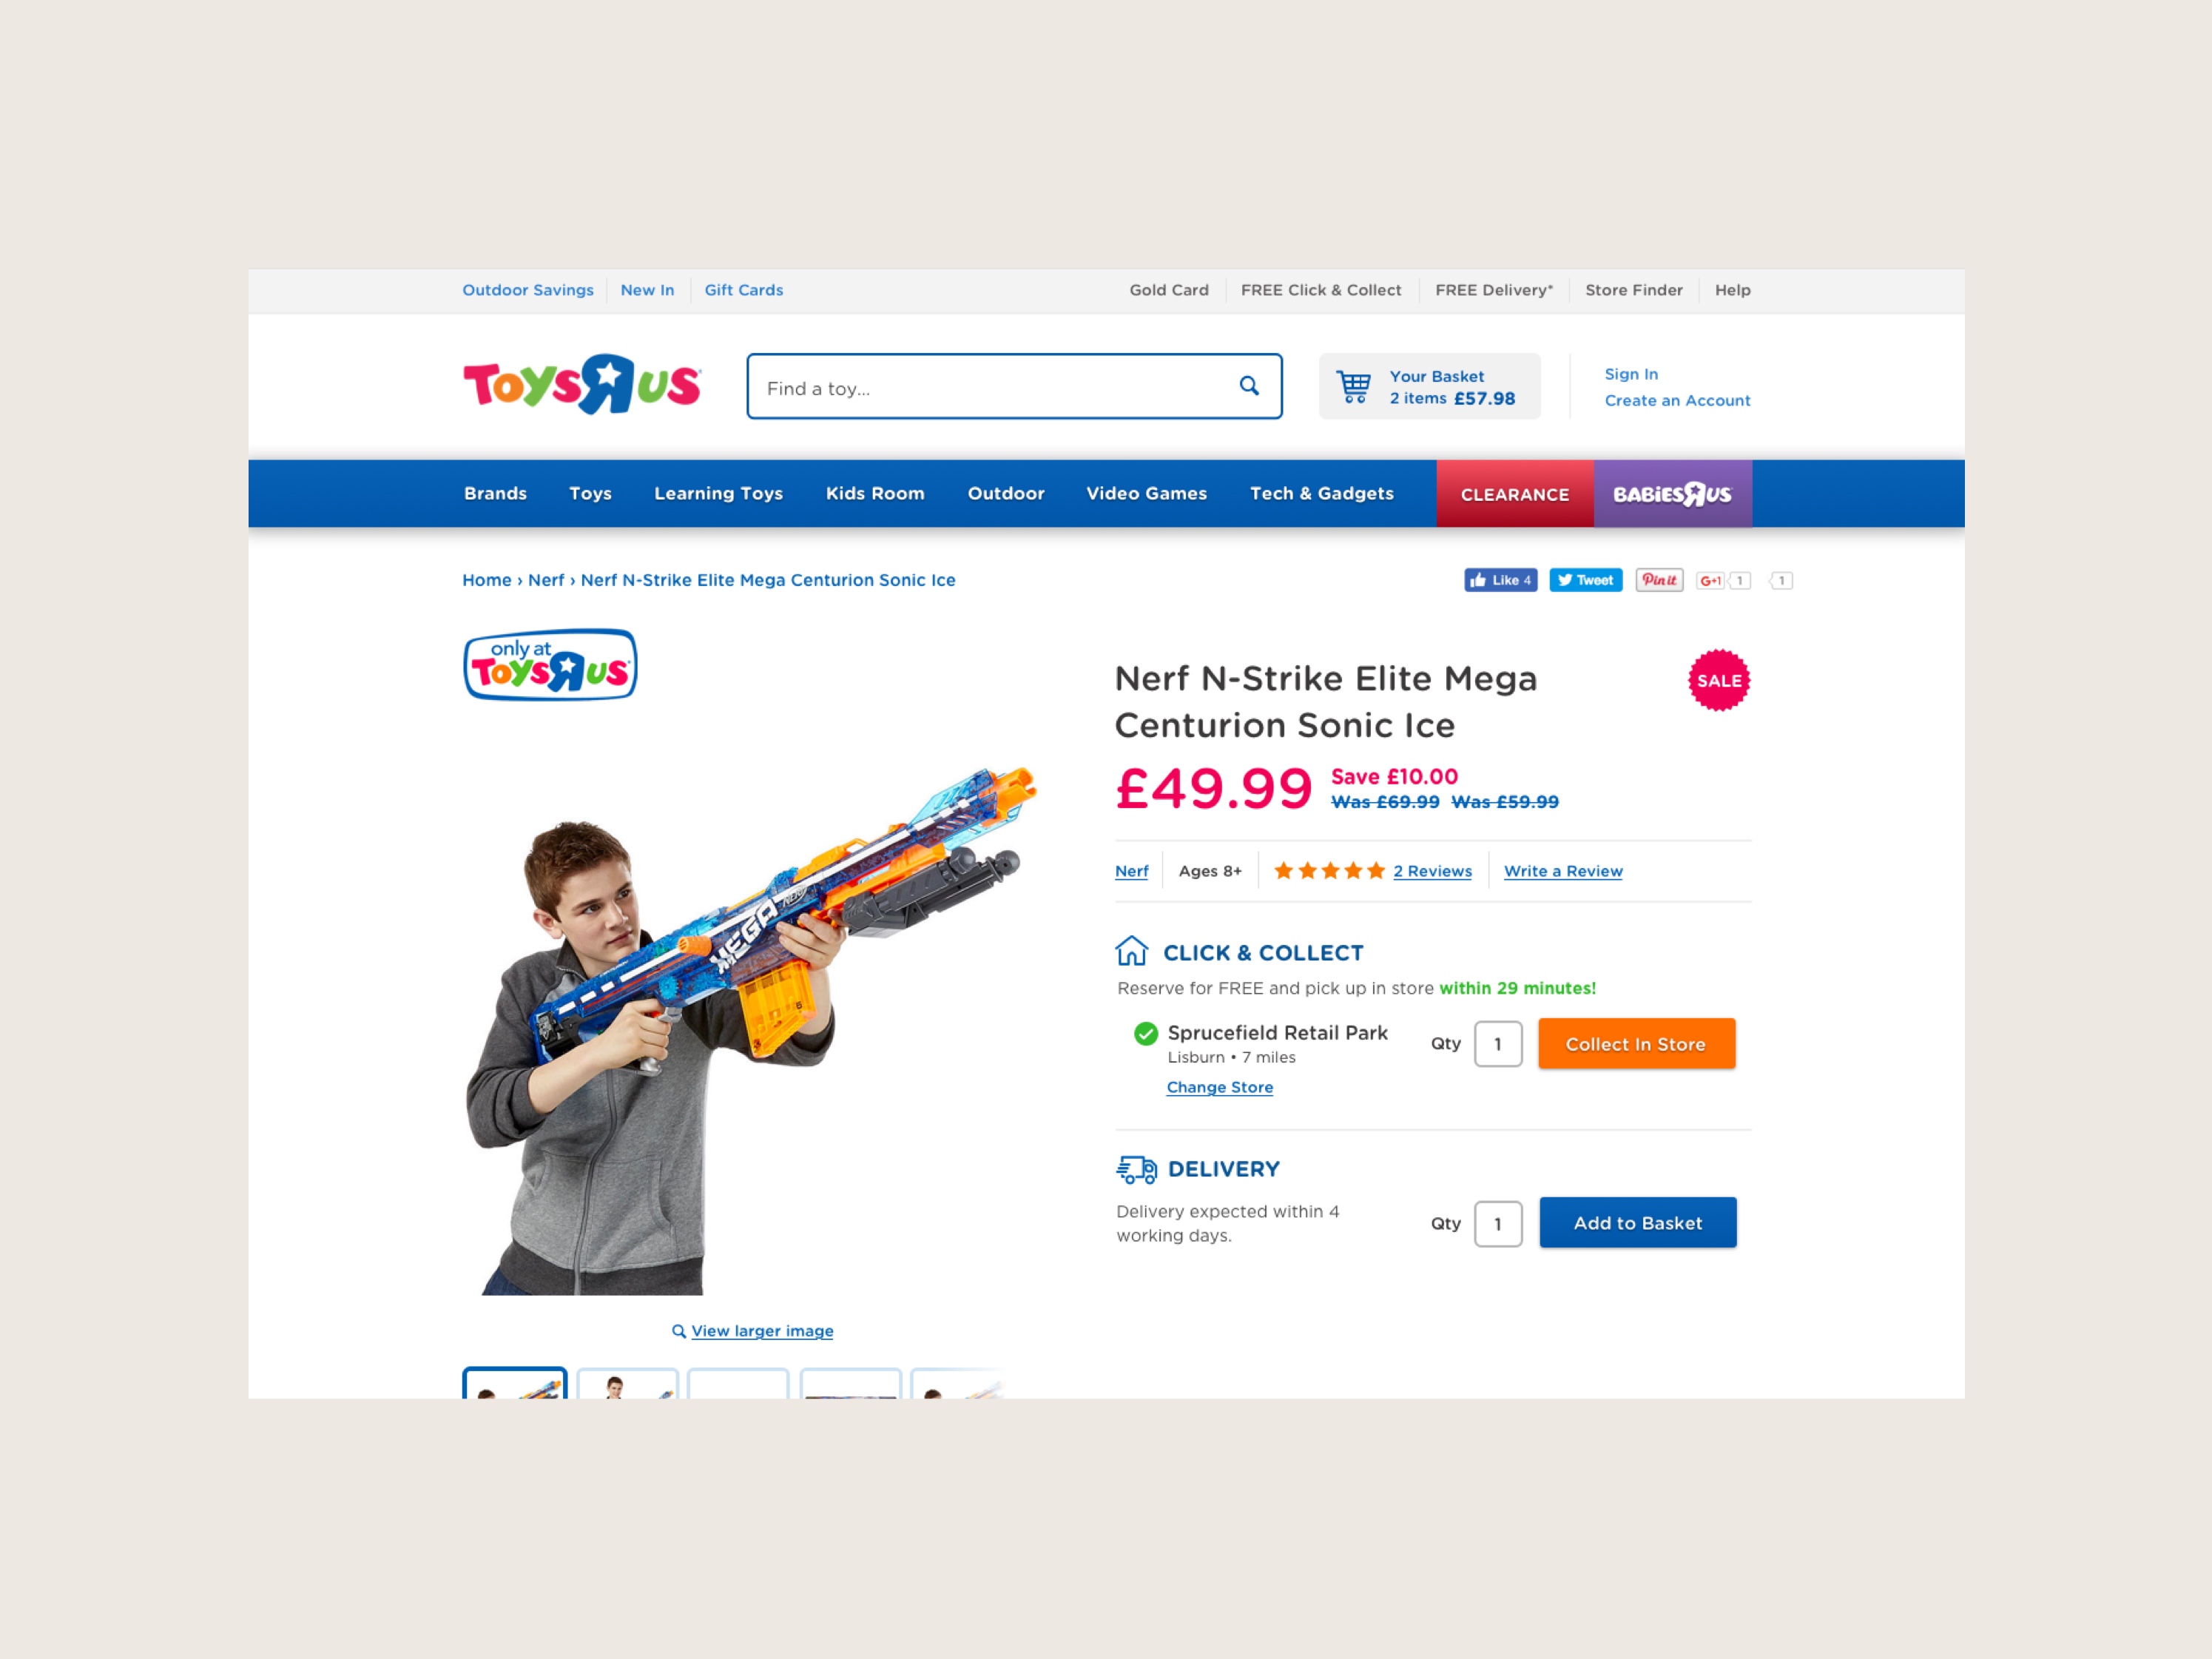 Outdoor Savings New In Gift Cards Gold Card FREE Click & Collect FREE Delivery* Store Finder Help
ToysRus
Find a toy...
Your Basket
2 items £57.98
Sign In
Create an Account
Brands Toys Learning Toys Kids Room Outdoor Video Games Tech & Gadgets CLEARANCE BABiESRUS
Home › Nerf › Nerf N-Strike Elite Mega Centurion Sonic Ice
Like 4 Tweet Pin it G+1 1 1
only at
ToysRus
Nerf N-Strike Elite Mega
Centurion Sonic Ice
SALE
£49.99
Save £10.00
Was £69.99 Was £59.99
Nerf Ages 8+ 2 Reviews Write a Review
MEGA NERF
CLICK & COLLECT
Reserve for FREE and pick up in store within 29 minutes!
Sprucefield Retail Park
Lisburn • 7 miles
Change Store
Qty 1 Collect In Store
DELIVERY
Delivery expected within 4
working days.
Qty 1 Add to Basket
View larger image